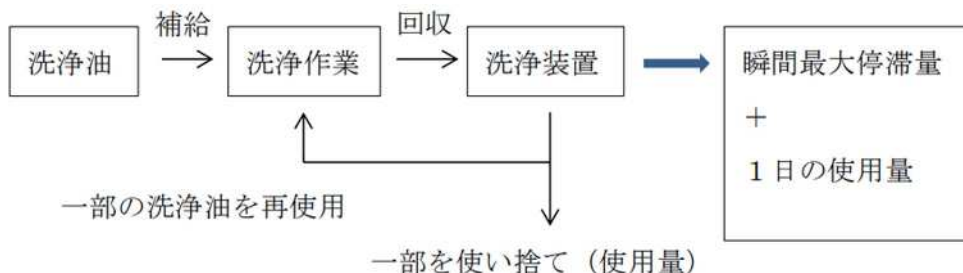 補給
回収
洗浄油
洗浄作業
洗浄装置
瞬間最大停滞量
+
1日の使用量
一部の洗浄油を再使用
一部を使い捨て(使用量)